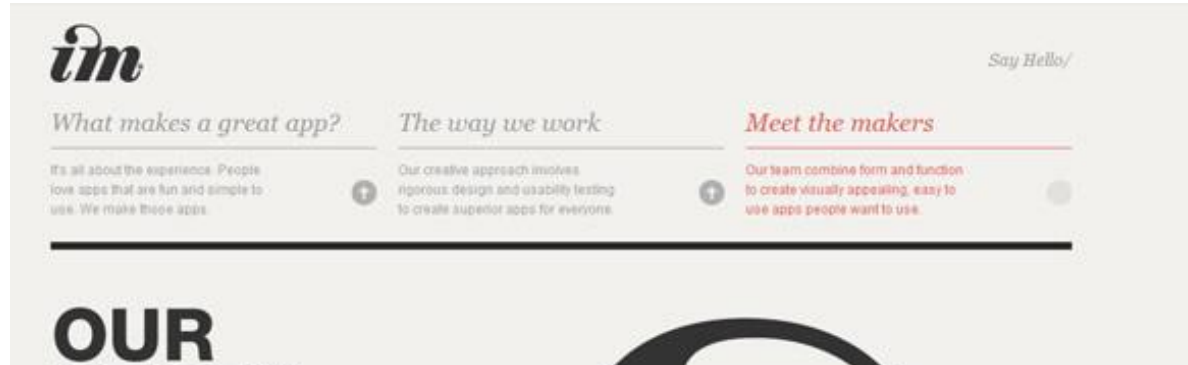 im
Say Hello/
What makes a great app?
It's all about the experience. People
love apps that are fun and simple to
use. We make those apps.
The way we work
Our creative approach involves
rigorous design and usability testing
to create superior apps for everyone.
Meet the makers
Our team combine form and function
to create visually appealing, easy to
use apps people want to use.
OUR